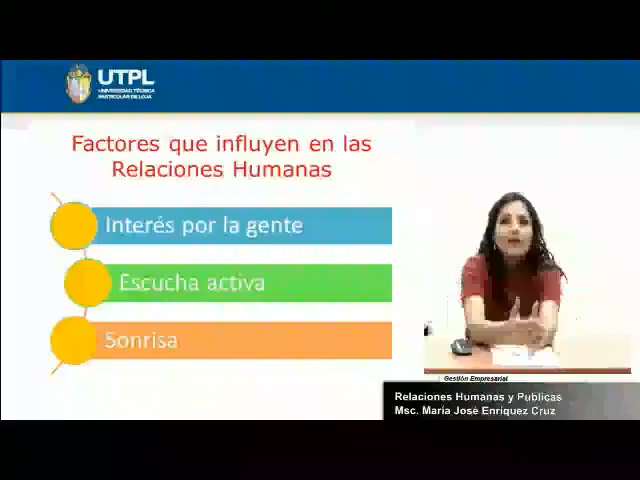 UTPL
UNIVERSIDAD TÉCNICA
PARTICULAR DE LOJA
Factores que influyen en las
Relaciones Humanas
Interés por la gente
Escucha activa
Sonrisa
Gestión Empresarial
Relaciones Humanas y Publicas
Msc. María José Enríquez Cruz